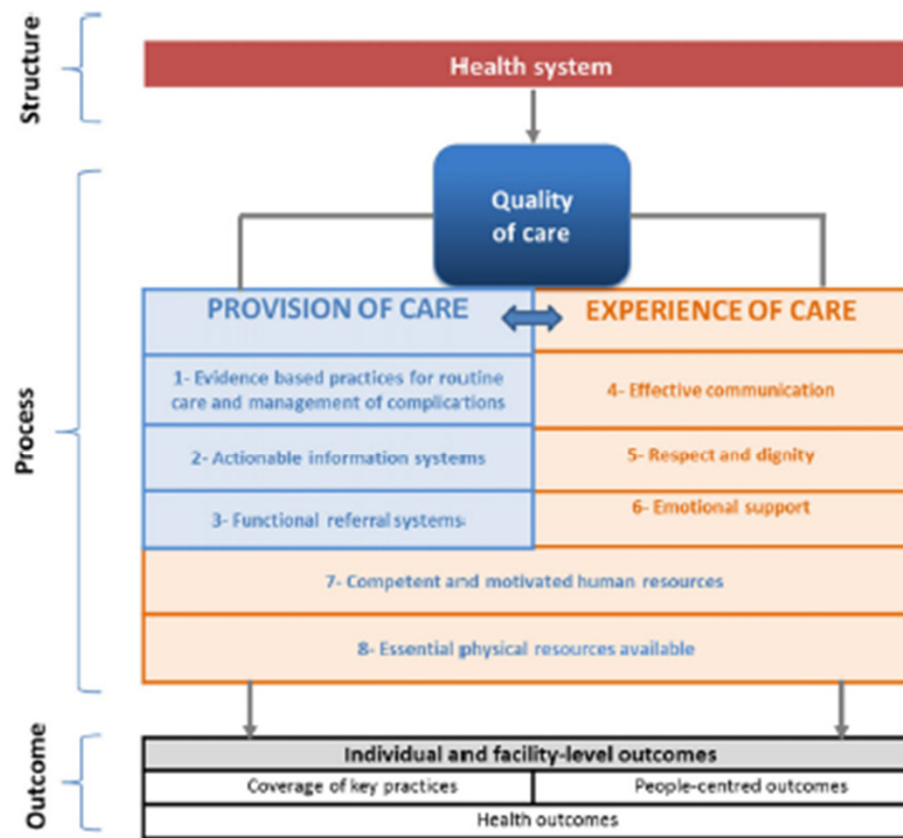 Structure
Health system
Quality
of care
Process
PROVISION OF CARE
EXPERIENCE OF CARE
1- Evidence based practices for routine
care and management of complications
4- Effective communication
2- Actionable information systems
5- Respect and dignity
3- Functional referral systems
6- Emotional support
7- Competent and motivated human resources
8- Essential physical resources available
Outcome
Individual and facility-level outcomes
Coverage of key practices
People-centred outcomes
Health outcomes